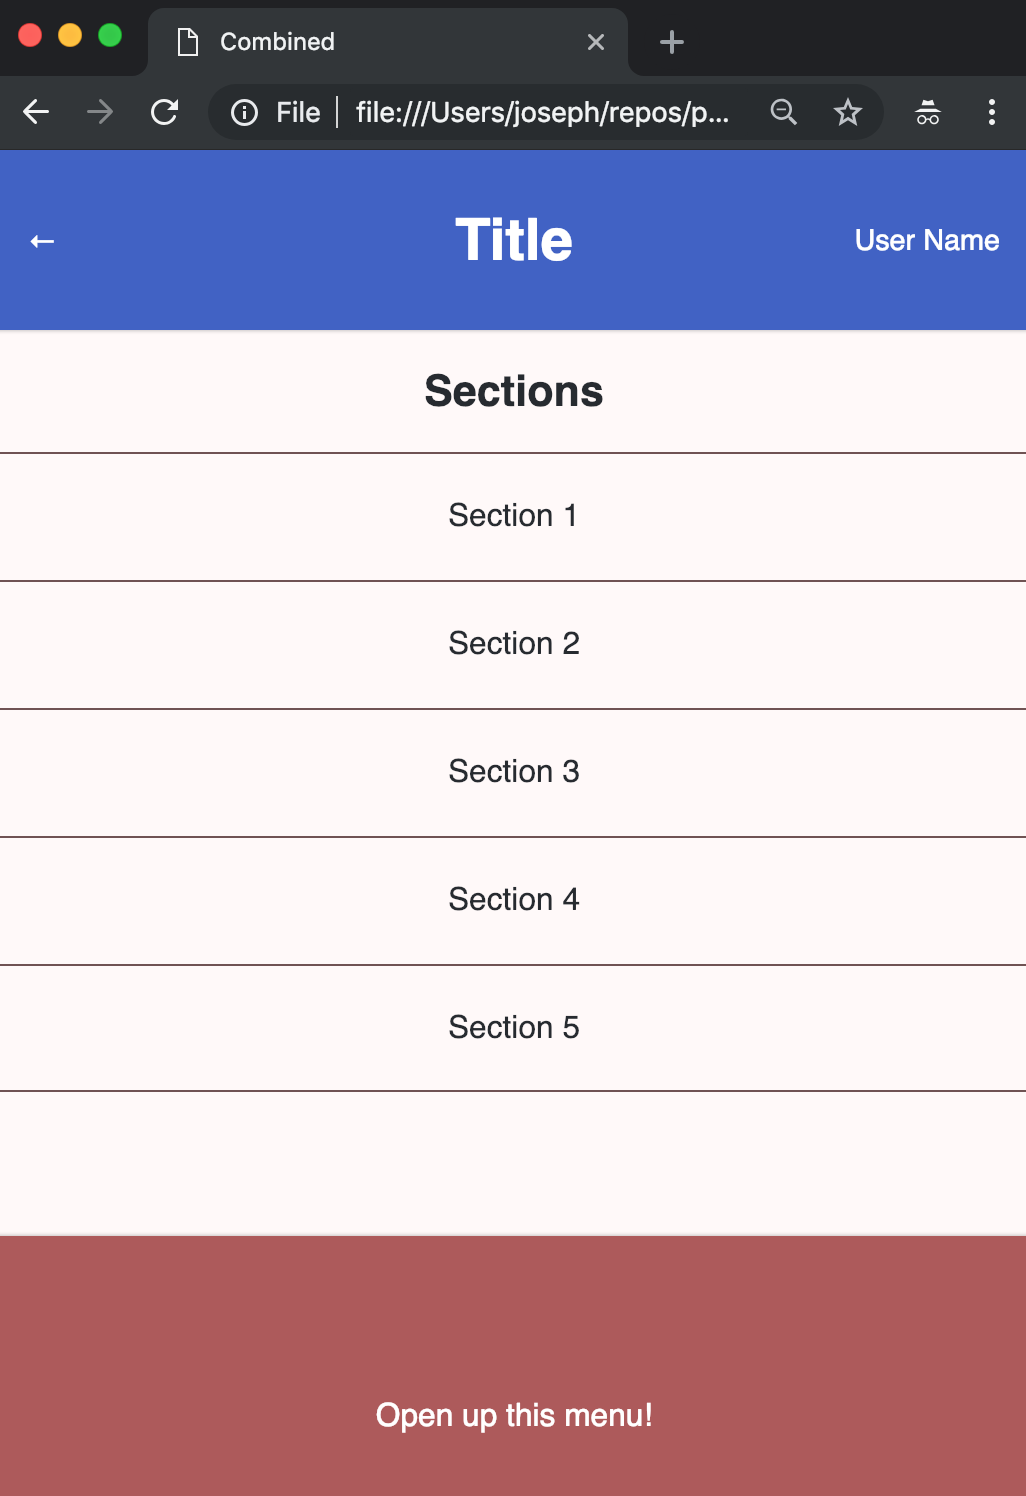 Combined
File file:///Users/joseph/repos/p...
← Title User Name
Sections
Section 1
Section 2
Section 3
Section 4
Section 5
Open up this menu!